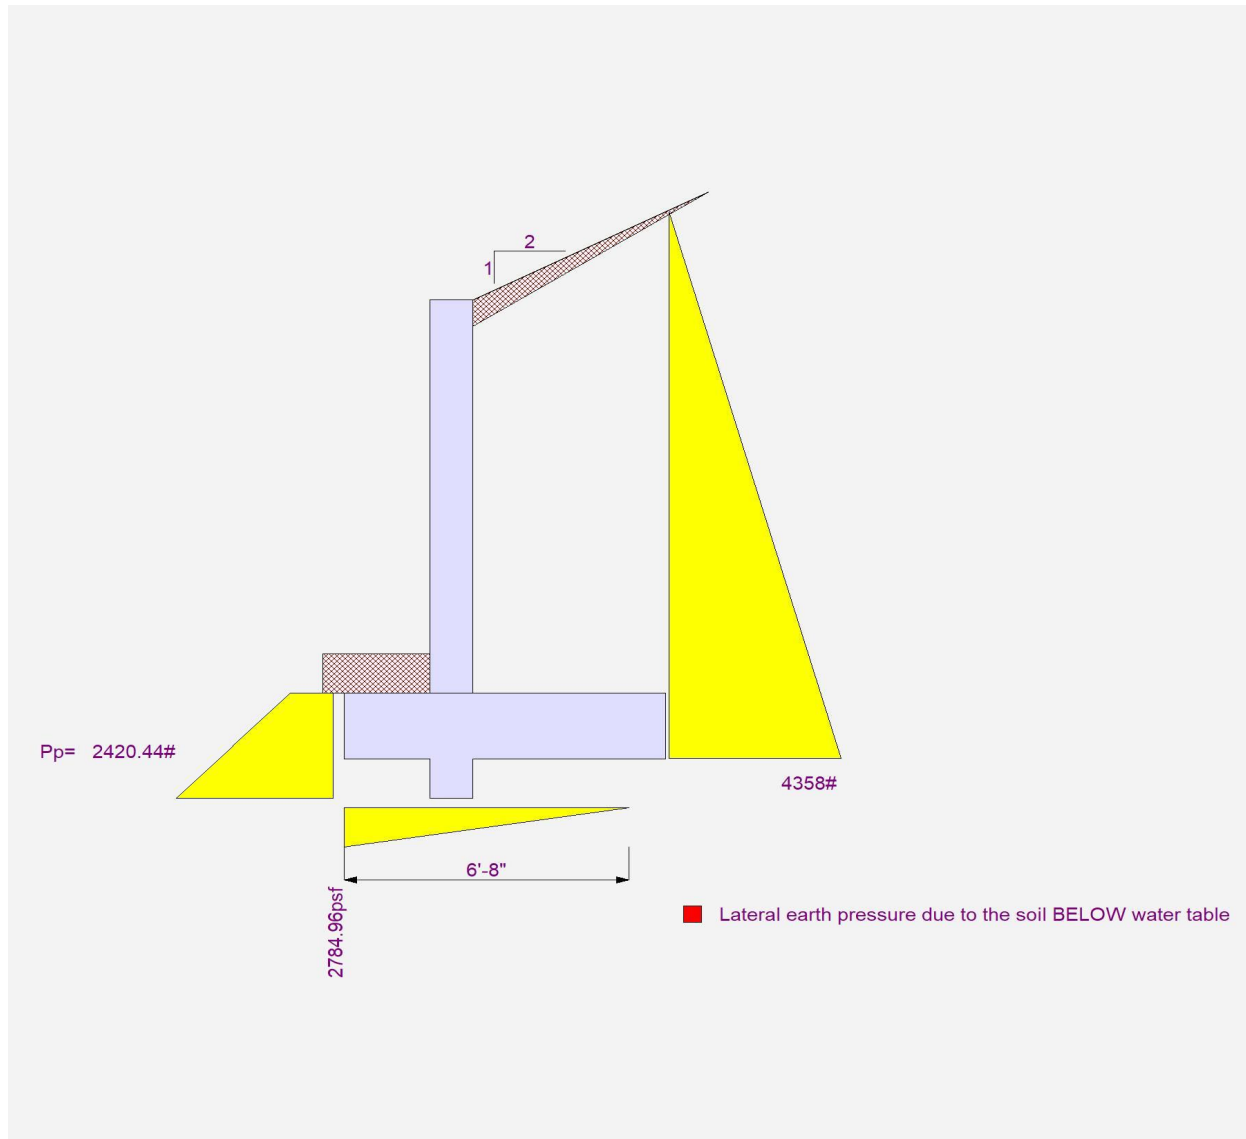 2
1
Pp= 2420.44#
4358#
6'-8"
2784.96psf
Lateral earth pressure due to the soil BELOW water table